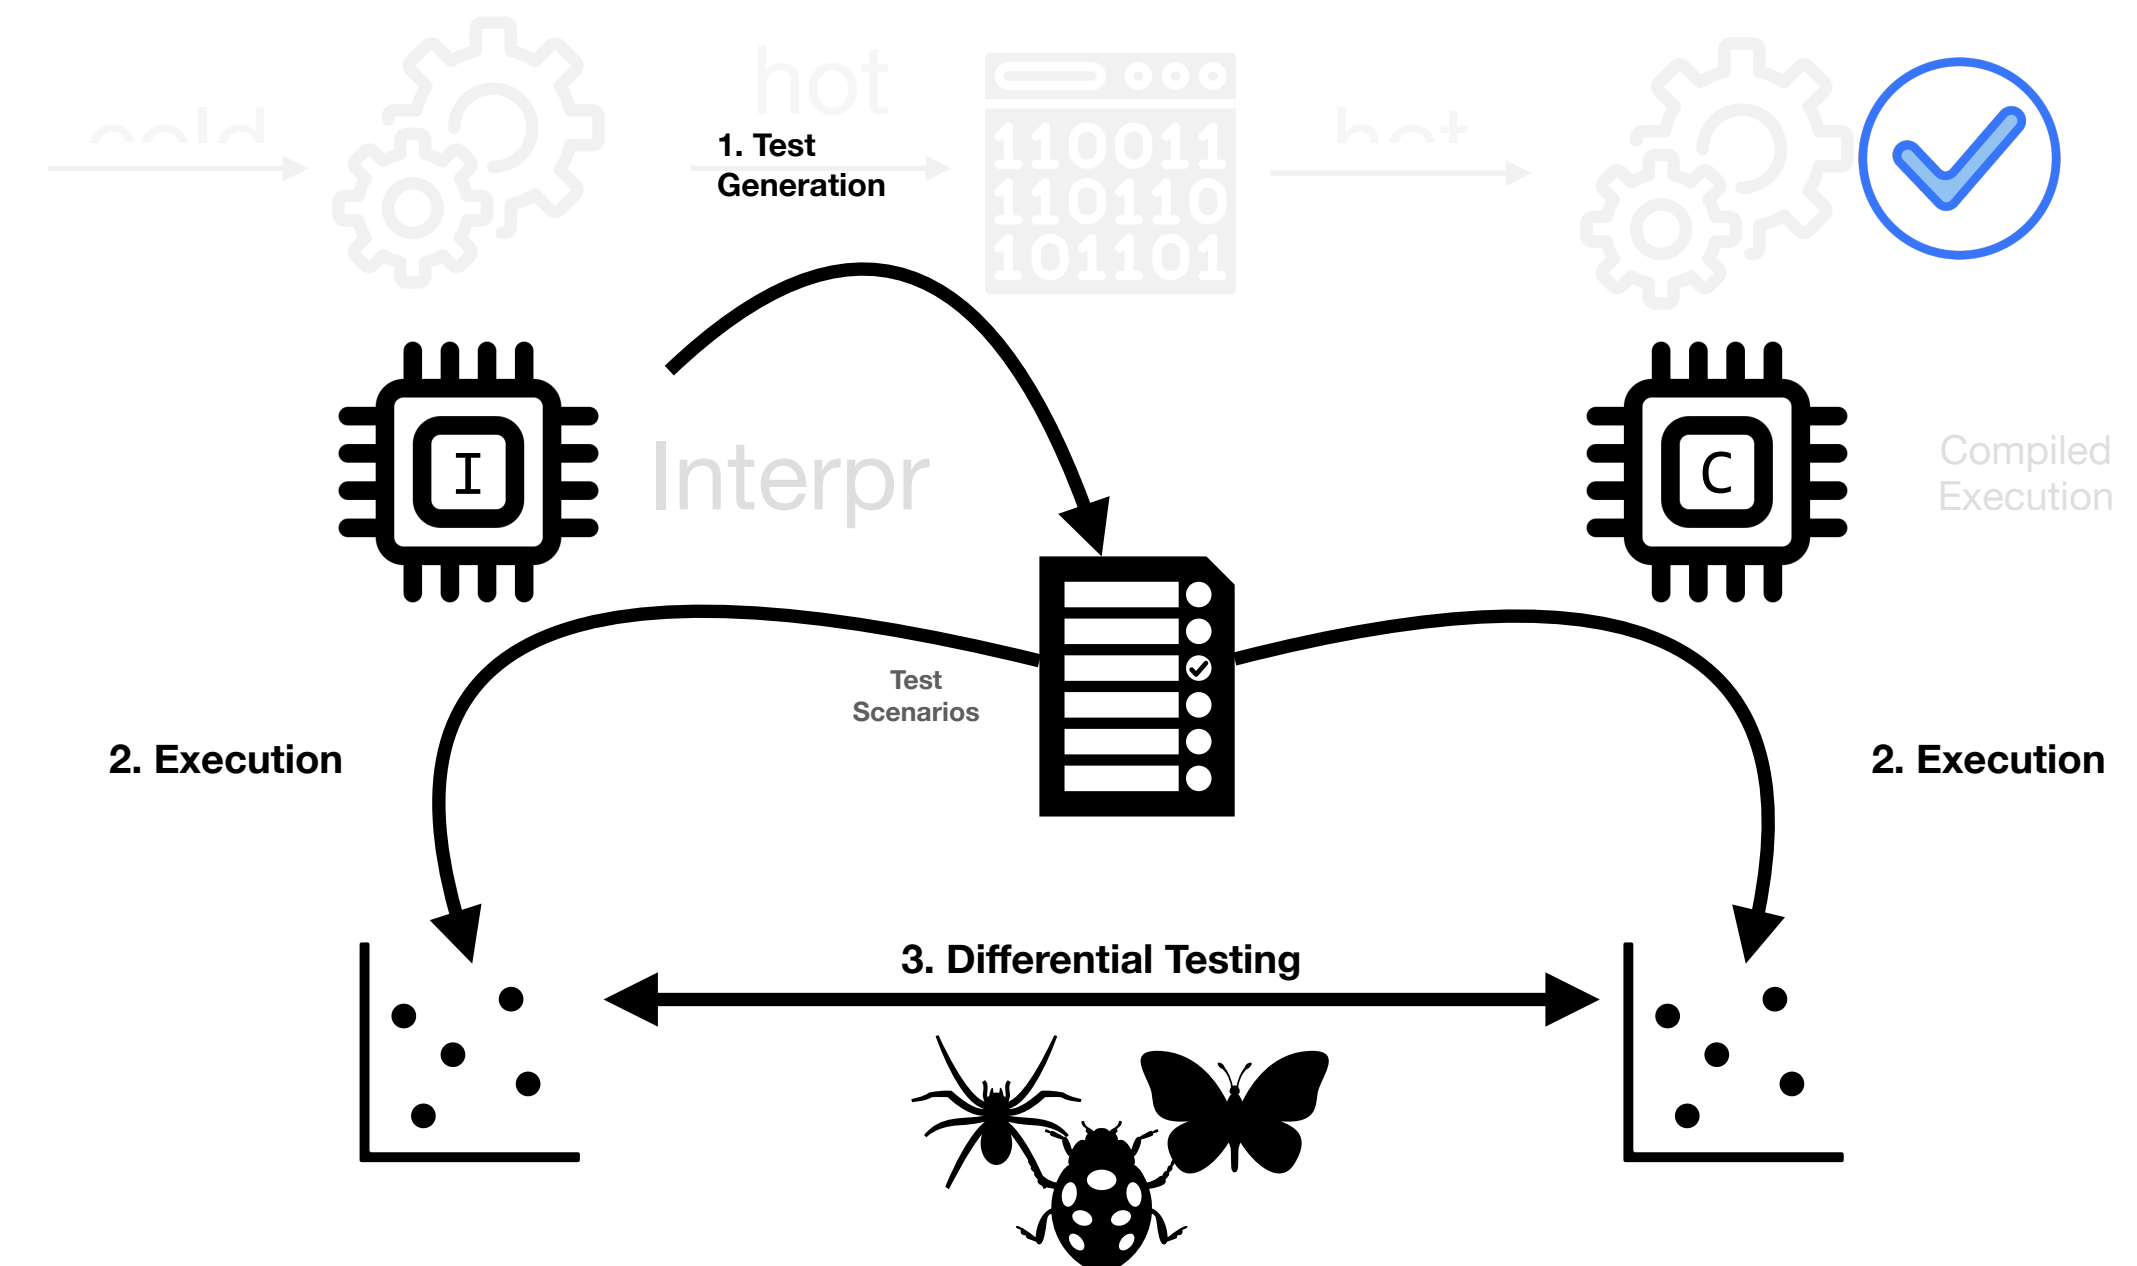 hot
1. Test
Generation
110011
110110
101101
I
Interpr
C
Compiled
Execution
Test
Scenarios
2. Execution
2. Execution
3. Differential Testing